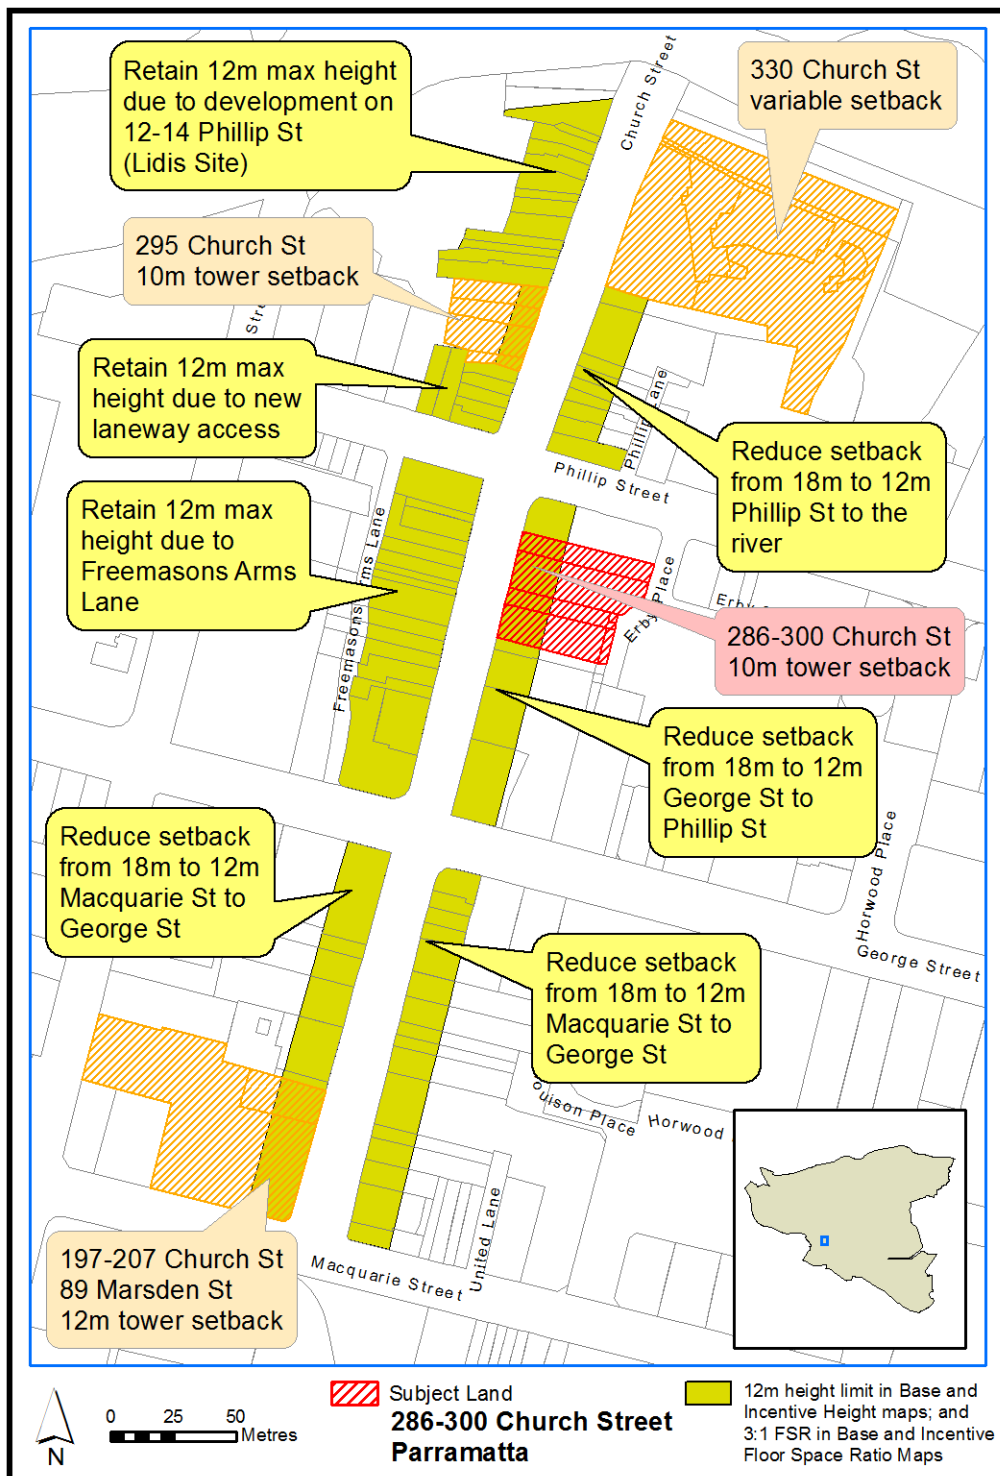 Retain 12m max height
due to development on
12-14 Phillip St
(Lidis Site)
Church Street
330 Church St
variable setback
295 Church St
10m tower setback
Retain 12m max
height due to new
laneway access
Phillip Lane
Reduce setback
from 18m to 12m
Phillip St to the
river
Phillip Street
Retain 12m max
height due to
Freemasons Arms
Lane
Erby Place
286-300 Church St
10m tower setback
Reduce setback
from 18m to 12m
George St to
Phillip St
Reduce setback
from 18m to 12m
Macquarie St to
George St
Horwood Place
George Street
Reduce setback
from 18m to 12m
Macquarie St to
George St
Place
Horwood
United Lane
197-207 Church St
89 Marsden St
12m tower setback
Macquarie Street
N
0 25 50
Metres
Subject Land
286-300 Church Street
Parramatta
12m height limit in Base and
Incentive Height maps; and
3:1 FSR in Base and Incentive
Floor Space Ratio Maps